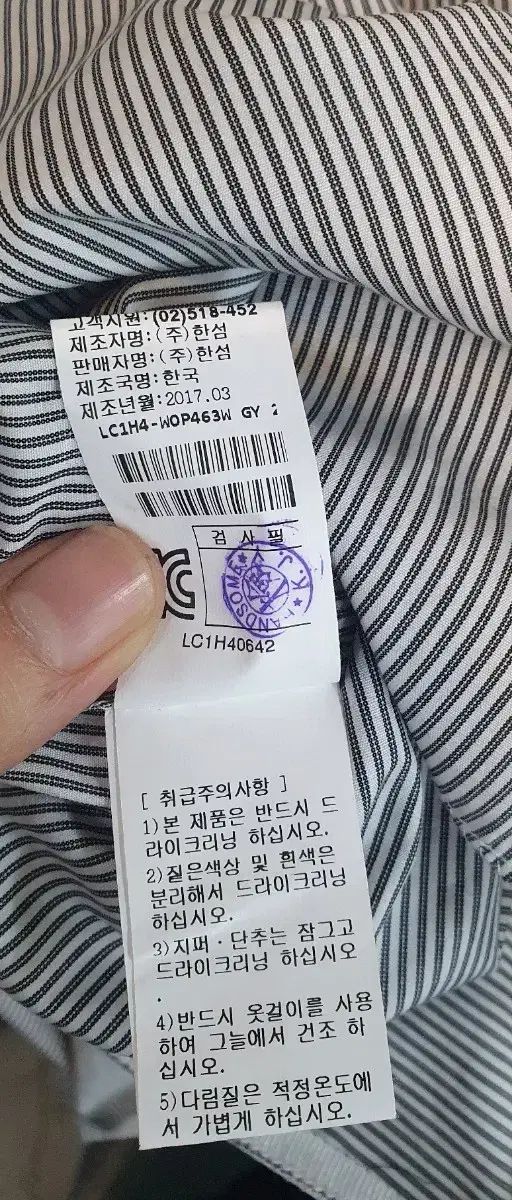 고객지원:(02)518-452
제조자명:(주)한섬
판매자명:(주)한섬
제조국명:한국
제조년월:2017.03
LC1H4-WOP463W GY
검 사 필
LC1H40642
[ 취급주의사항 ]
1)본 제품은 반드시 드
라이크리닝 하십시오.
2)짙은색상 및 흰색은
분리해서 드라이크리닝
하십시오.
3)지퍼·단추는 잠그고
드라이크리닝 하십시오
.
4)반드시 옷걸이를 사용
하여 그늘에서 건조 하
십시오.
5)다림질은 적정온도에
서 가볍게 하십시오.